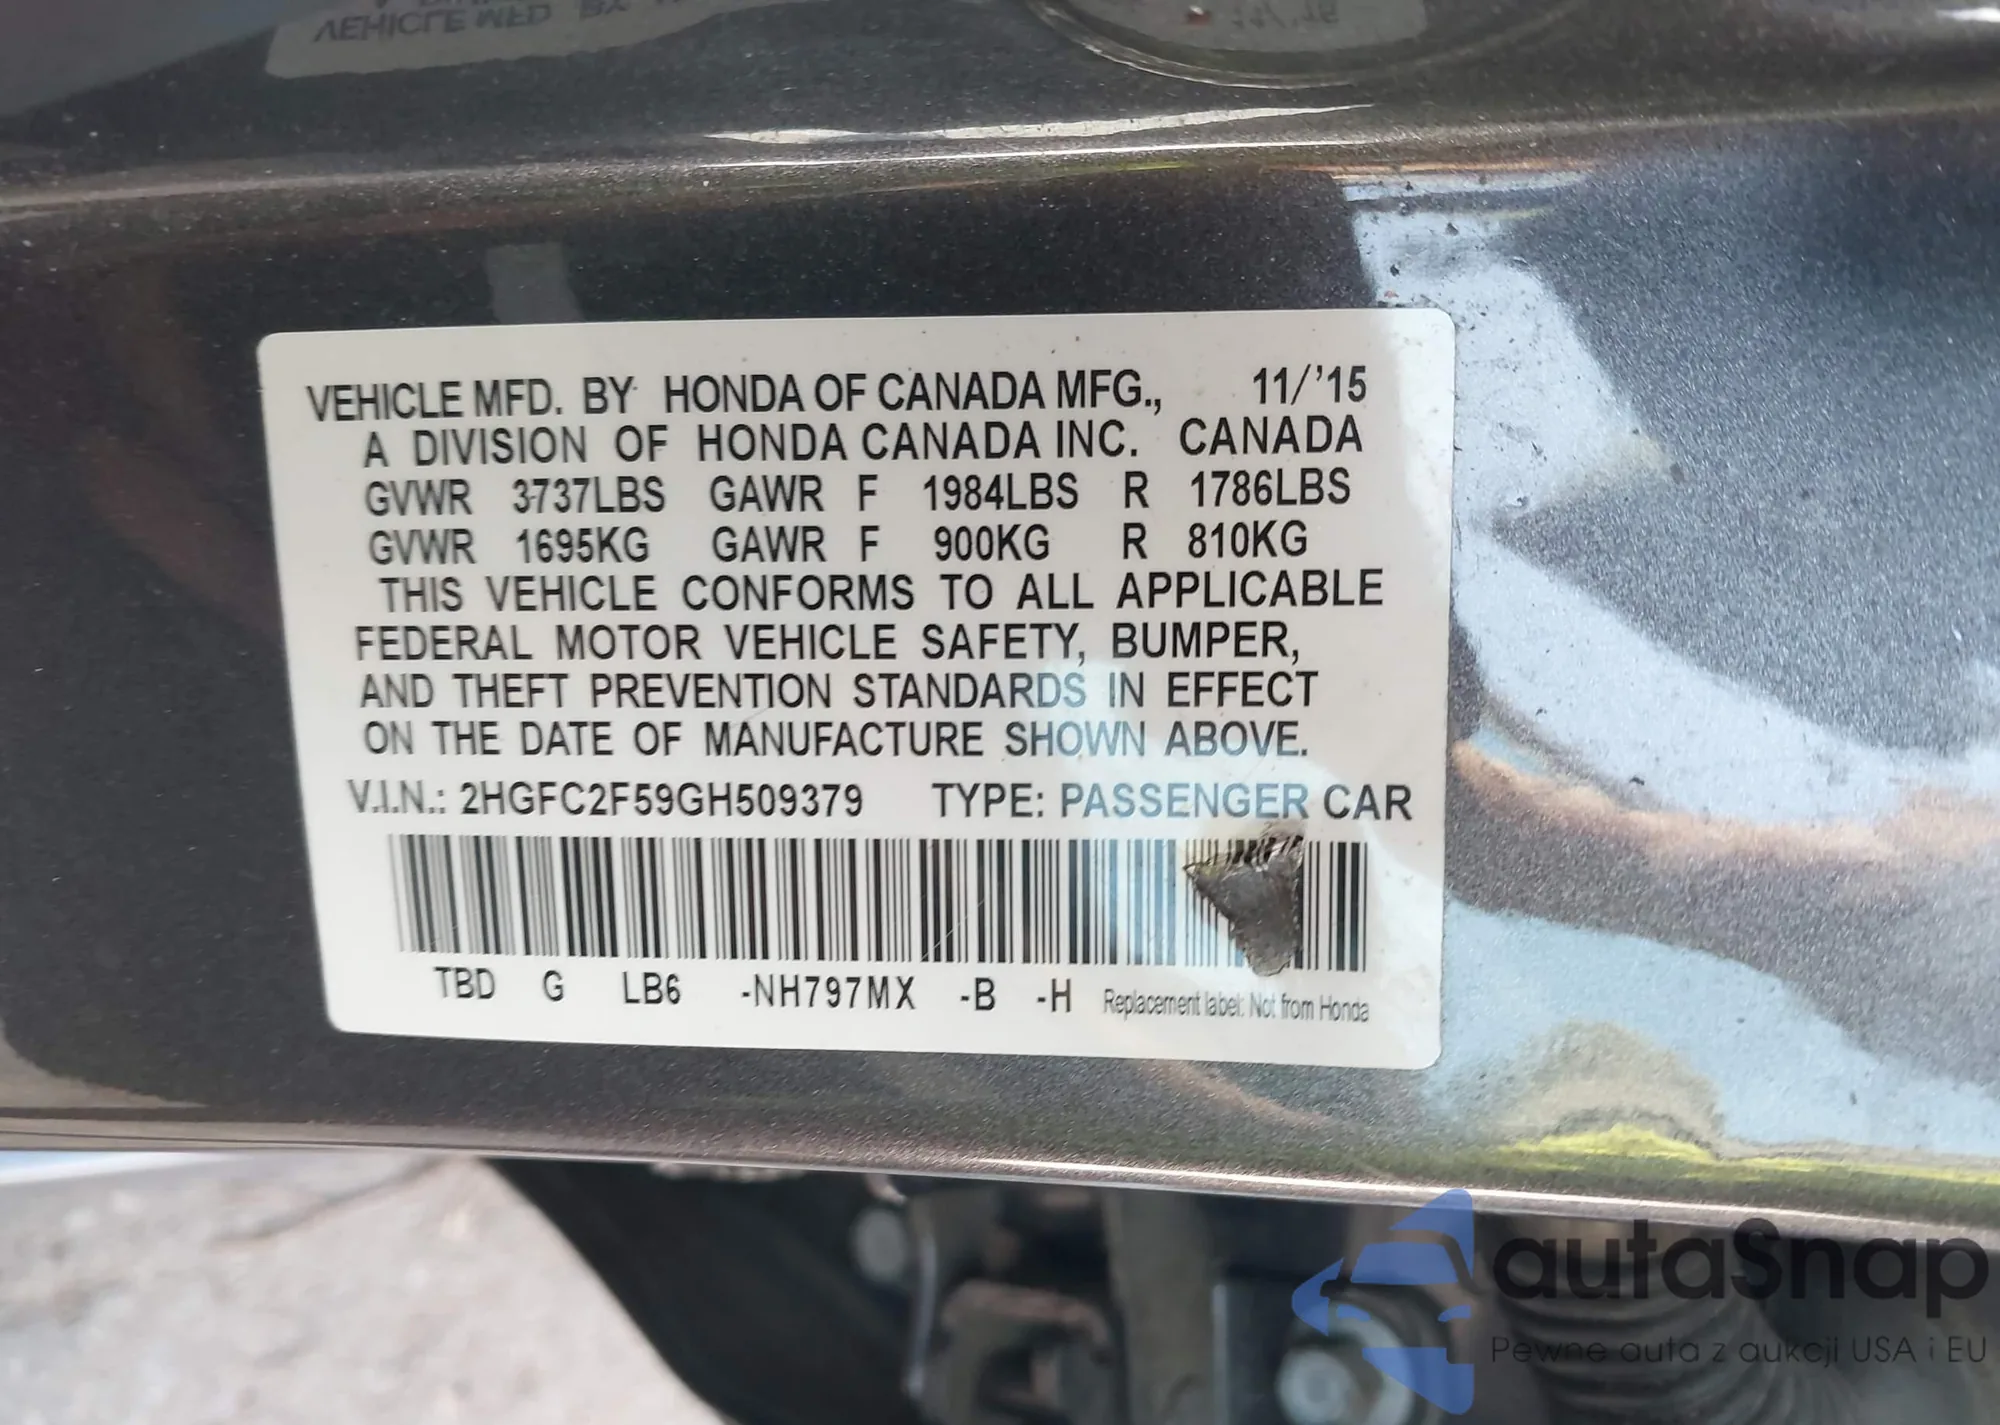 VEHICLE MFD. BY HONDA OF CANADA MFG., 11/'15
A DIVISION OF HONDA CANADA INC. CANADA
GVWR 3737LBS GAWR F 1984LBS R 1786LBS
GVWR 1695KG GAWR F 900KG R 810KG
THIS VEHICLE CONFORMS TO ALL APPLICABLE
FEDERAL MOTOR VEHICLE SAFETY, BUMPER,
AND THEFT PREVENTION STANDARDS IN EFFECT
ON THE DATE OF MANUFACTURE SHOWN ABOVE.
V.I.N.: 2HGFC2F59GH509379 TYPE: PASSENGER CAR
TBD G LB6 -NH797MX -B -H Replacement label: Not from Honda
autaSnap
Pewne auta z aukcji USA i EU